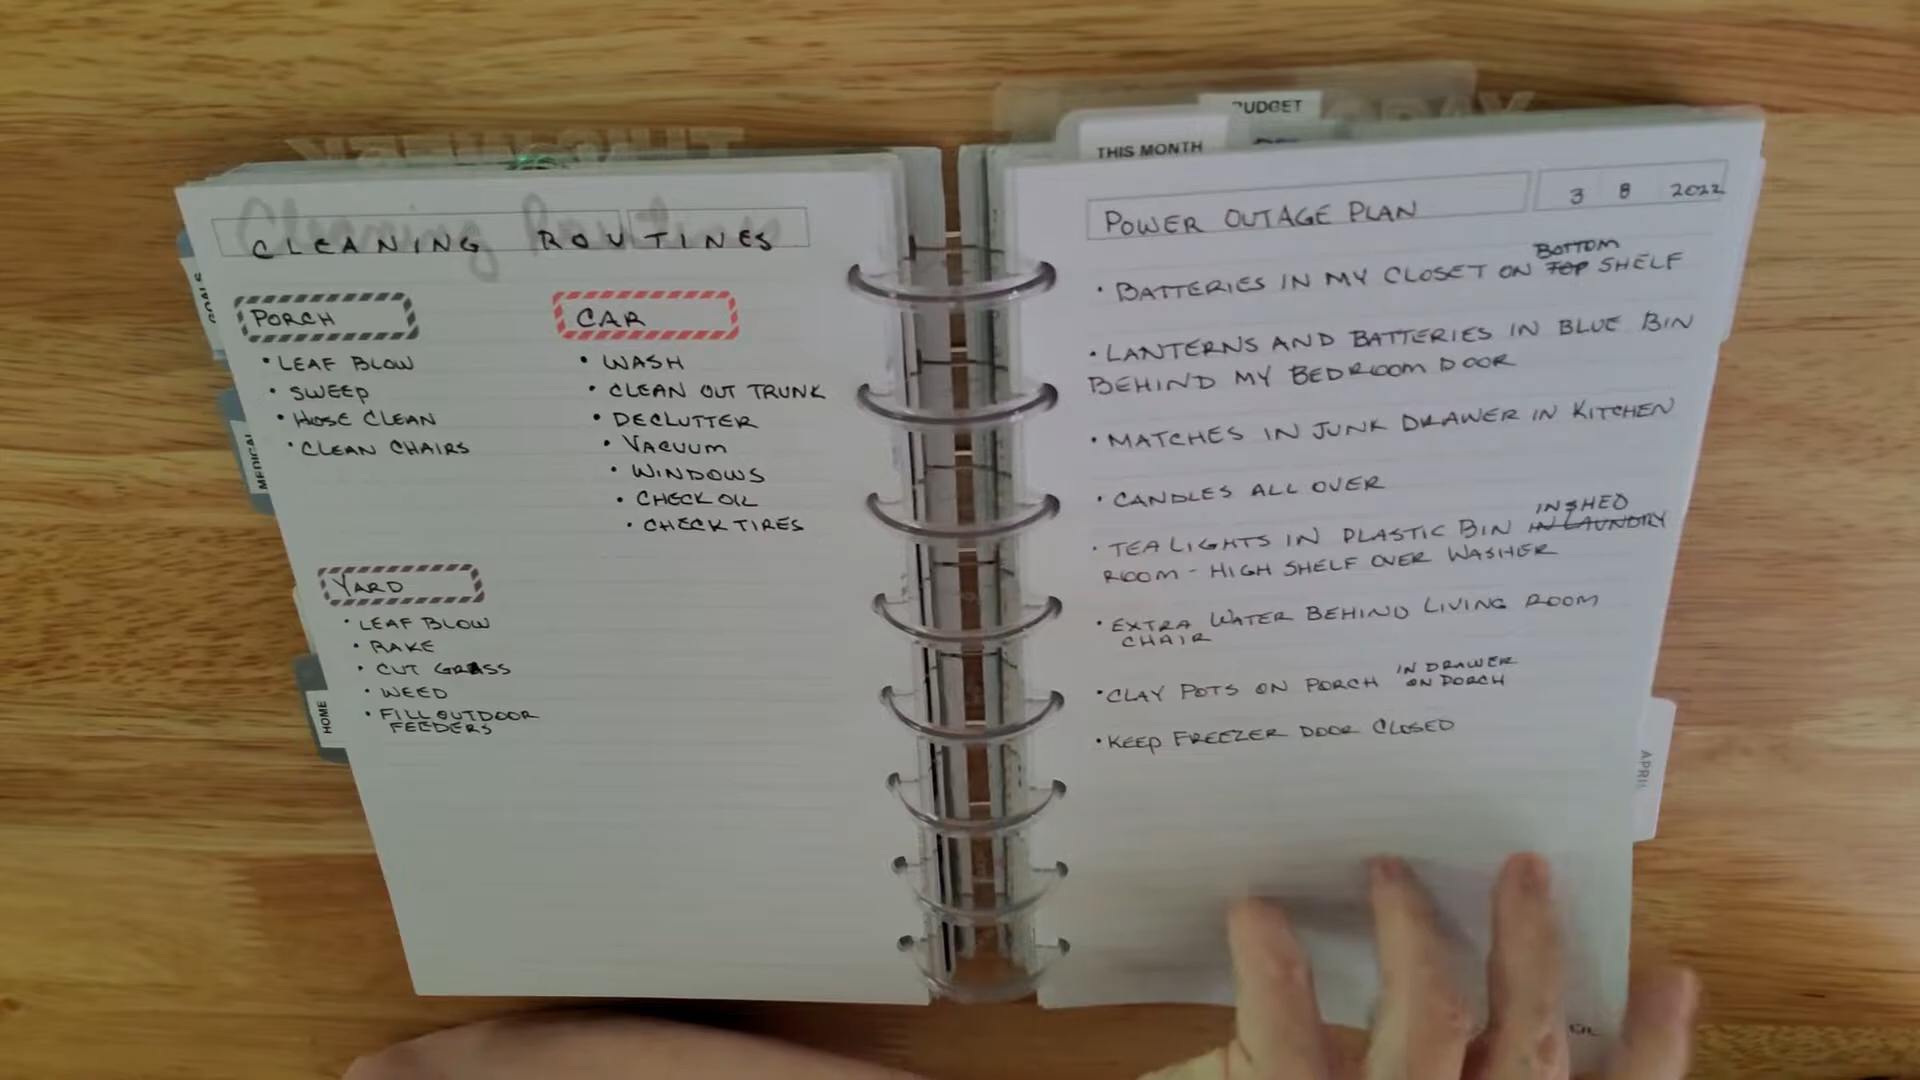 BUDGET
THIS MONTH
GOALS
MEDICAL
HOME
APRIL
Cleaning Routines
CLEANING ROUTINES
PORCH
• LEAF BLOW
• SWEEP
• HOSE CLEAN
• CLEAN CHAIRS
CAR
• WASH
• CLEAN OUT TRUNK
• DECLUTTER
• VACUUM
• WINDOWS
• CHECK OIL
• CHECK TIRES
YARD
• LEAF BLOW
• RAKE
• CUT GRASS
• WEED
• FILL OUTDOOR
FEEDERS
POWER OUTAGE PLAN
3 8 2022
BOTTOM
• BATTERIES IN MY CLOSET ON TOP SHELF
• LANTERNS AND BATTERIES IN BLUE BIN
BEHIND MY BEDROOM DOOR
• MATCHES IN JUNK DRAWER IN KITCHEN
• CANDLES ALL OVER
IN SHED
• TEA LIGHTS IN PLASTIC BIN IN LAUNDRY
ROOM - HIGH SHELF OVER WASHER
• EXTRA WATER BEHIND LIVING ROOM
CHAIR
IN DRAWER
• CLAY POTS ON PORCH ON PORCH
• KEEP FREEZER DOOR CLOSED